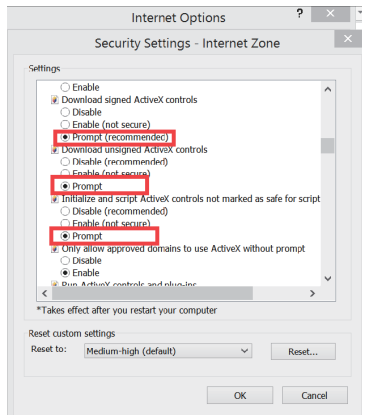 Internet Options
?
Security Settings - Internet Zone
Settings
Enable
Download signed ActiveX controls
Disable
Enable (not secure)
Prompt (recommended)
Download unsigned ActiveX controls
Disable (recommended)
Enable (not secure)
Prompt
Initialize and script ActiveX controls not marked as safe for script
Disable (recommended)
Enable (not secure)
Prompt
Only allow approved domains to use ActiveX without prompt
Disable
Enable
Run ActiveX controls and plug-ins
*Takes effect after you restart your computer
Reset custom settings
Reset to: Medium-high (default) Reset...
OK Cancel